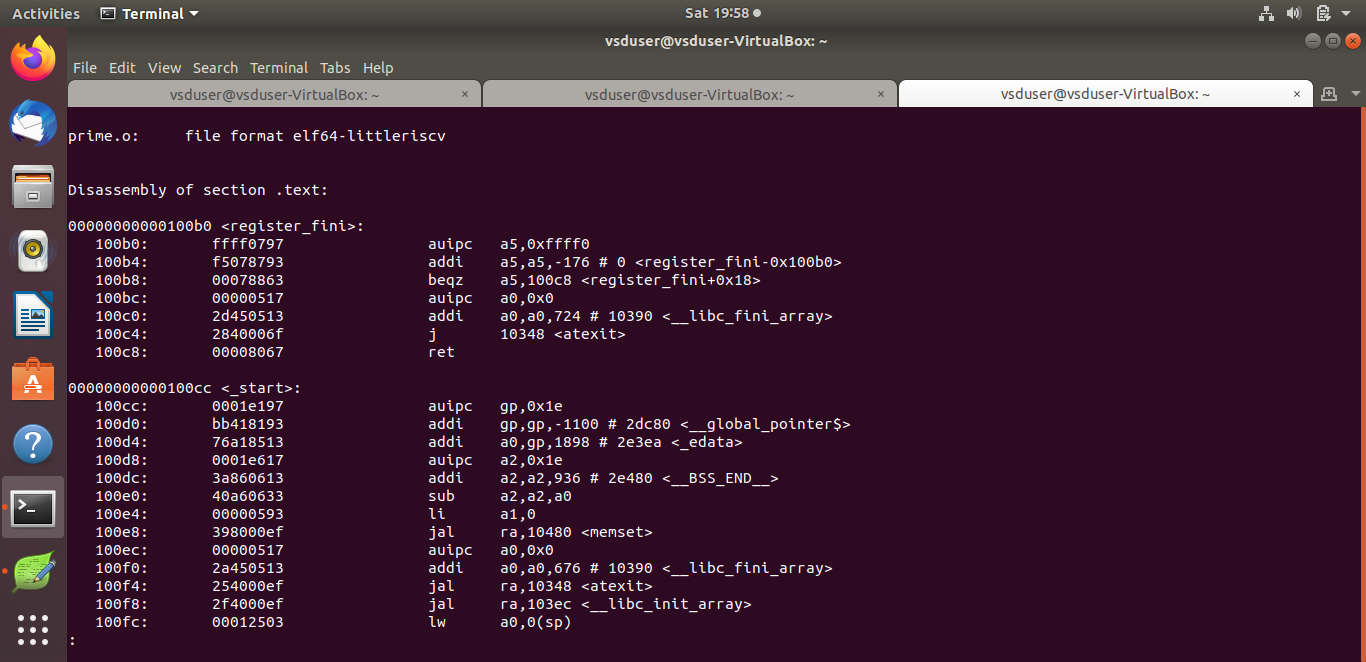 Activities Terminal Sat 19:58
vsduser@vsduser-VirtualBox: ~
File Edit View Search Terminal Tabs Help
vsduser@vsduser-VirtualBox: ~ × vsduser@vsduser-VirtualBox: ~ × vsduser@vsduser-VirtualBox: ~ ×
prime.o:     file format elf64-littleriscv
Disassembly of section .text:
00000000000100b0 <register_fini>:
   100b0:	ffff0797          	auipc	a5,0xffff0
   100b4:	f5078793          	addi	a5,a5,-176 # 0 <register_fini-0x100b0>
   100b8:	00078863          	beqz	a5,100c8 <register_fini+0x18>
   100bc:	00000517          	auipc	a0,0x0
   100c0:	2d450513          	addi	a0,a0,724 # 10390 <__libc_fini_array>
   100c4:	2840006f          	j	10348 <atexit>
   100c8:	00008067          	ret
00000000000100cc <_start>:
   100cc:	0001e197          	auipc	gp,0x1e
   100d0:	bb418193          	addi	gp,gp,-1100 # 2dc80 <__global_pointer$>
   100d4:	76a18513          	addi	a0,gp,1898 # 2e3ea <_edata>
   100d8:	0001e617          	auipc	a2,0x1e
   100dc:	3a860613          	addi	a2,a2,936 # 2e480 <__BSS_END__>
   100e0:	40a60633          	sub	a2,a2,a0
   100e4:	00000593          	li	a1,0
   100e8:	398000ef          	jal	ra,10480 <memset>
   100ec:	00000517          	auipc	a0,0x0
   100f0:	2a450513          	addi	a0,a0,676 # 10390 <__libc_fini_array>
   100f4:	254000ef          	jal	ra,10348 <atexit>
   100f8:	2f4000ef          	jal	ra,103ec <__libc_init_array>
   100fc:	00012503          	lw	a0,0(sp)
: